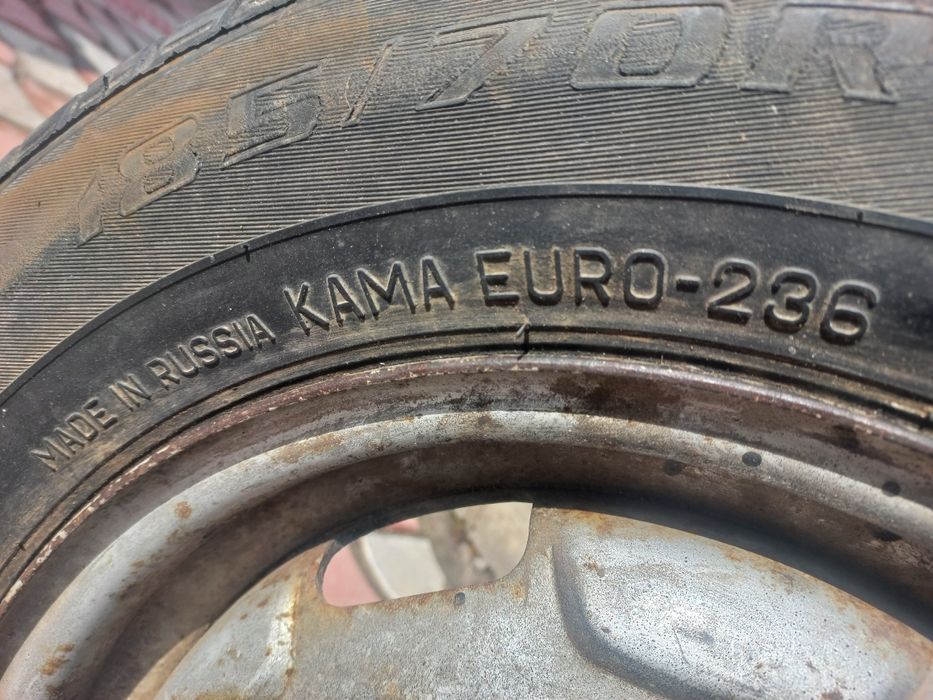 185/70R
MADE IN RUSSIA KAMA EURO-236